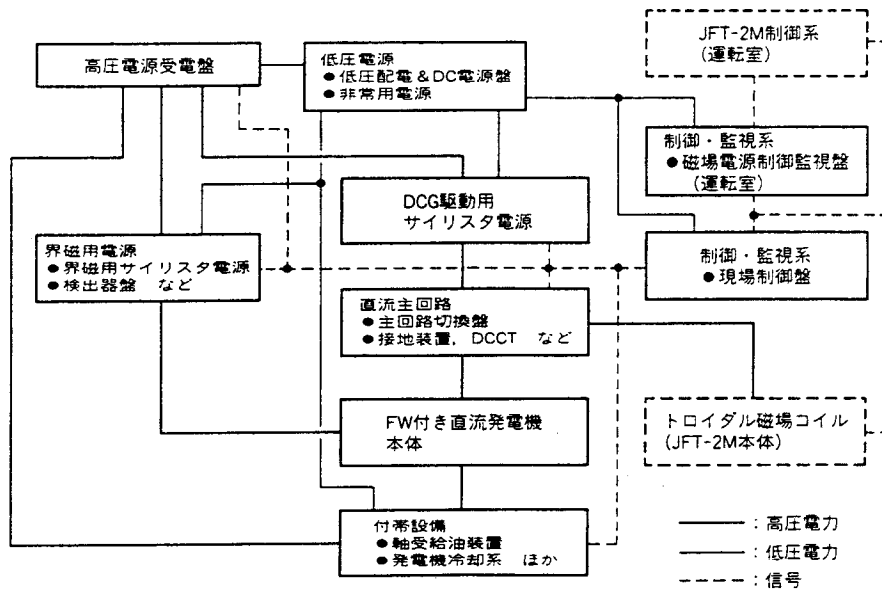 JFT-2M制御系
(運転室)
高圧電源受電盤
低圧電源
●低圧配電&DC電源盤
●非常用電源
制御・監視系
●磁場電源制御監視盤
(運転室)
DCG駆動用
サイリスタ電源
界磁用電源
●界磁用サイリスタ電源
●検出器盤 など
制御・監視系
●現場制御盤
直流主回路
●主回路切換盤
●接地装置，DCCT など
FW付き直流発電機
本体
トロイダル磁場コイル
(JFT-2M本体)
付帯設備
●軸受給油装置
●発電機冷却系 ほか
：高圧電力
：低圧電力
：信号